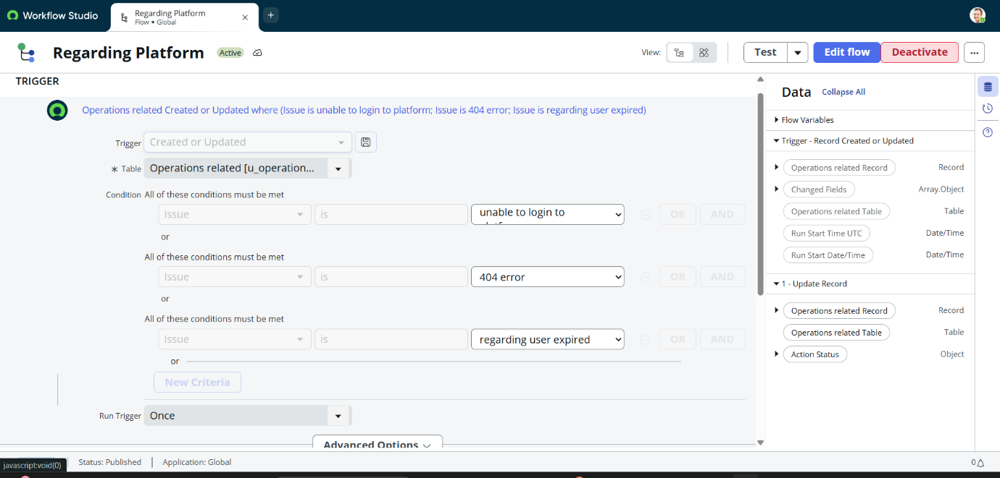 Workflow Studio
Regarding Platform
Flow • Global
Regarding Platform
Active
View:
Test
Edit flow
Deactivate
TRIGGER
Operations related Created or Updated where (Issue is unable to login to platform; Issue is 404 error; Issue is regarding user expired)
Trigger
Created or Updated
* Table
Operations related [u_operation...
Condition
All of these conditions must be met
Issue
is
unable to login to
OR
AND
or
All of these conditions must be met
Issue
is
404 error
OR
AND
or
All of these conditions must be met
Issue
is
regarding user expired
OR
AND
or
New Criteria
Run Trigger
Once
Advanced Options
Data
Collapse All
Flow Variables
Trigger - Record Created or Updated
Operations related Record
Record
Changed Fields
Array.Object
Operations related Table
Table
Run Start Time UTC
Date/Time
Run Start Date/Time
Date/Time
1 - Update Record
Operations related Record
Record
Operations related Table
Table
Action Status
Object
javascript:void(0)
Status: Published
Application: Global
0